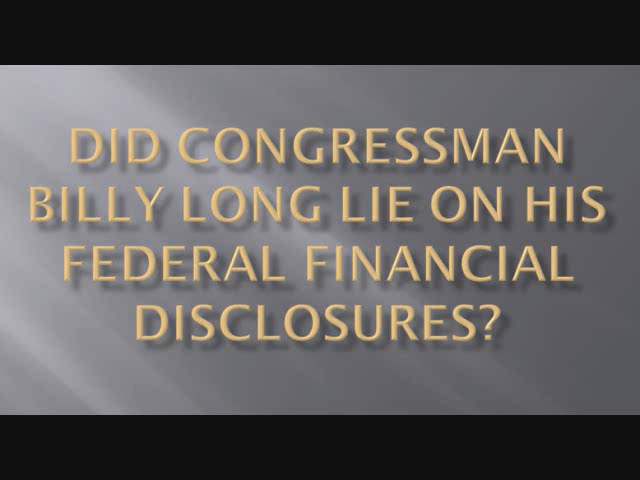 DID CONGRESSMAN
BILLY LONG LIE ON HIS
FEDERAL FINANCIAL
DISCLOSURES?